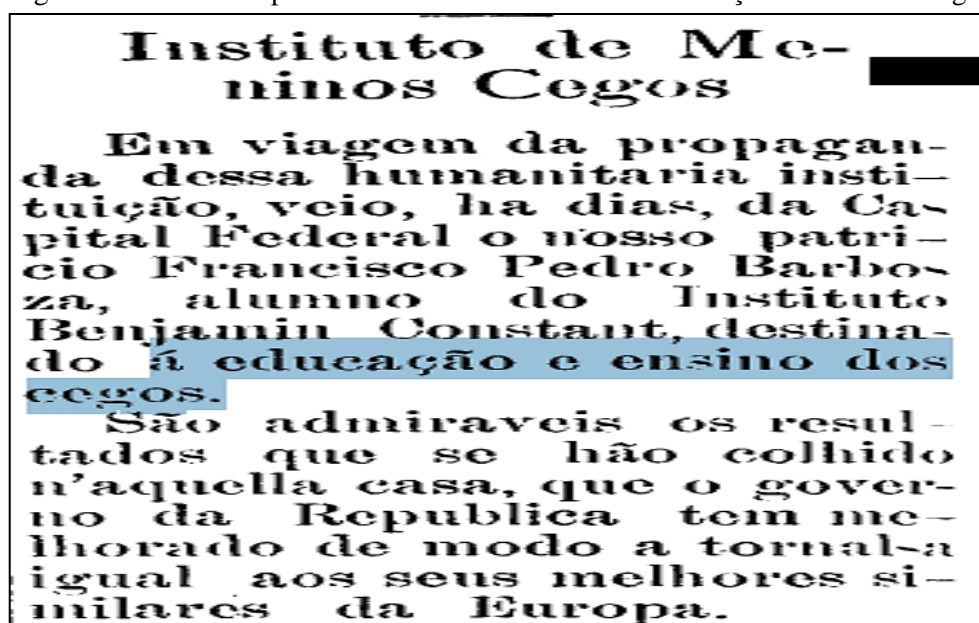 Instituto de Me-
ninos Cegos
Em viagem da propagan-
da dessa humanitaria insti-
tuição, veio, ha dias, da Ca-
pital Federal o nosso patri-
cio Francisco Pedro Barbo-
za, alumno do Instituto
Benjamin Constant, destina-
do á educação e ensino dos
cegos.
São admiraveis os resul-
tados que se hão colhido
n'aquella casa, que o gover-
no da Republica tem me-
lhorado de modo a tornal-a
igual aos seus melhores si-
milares da Europa.